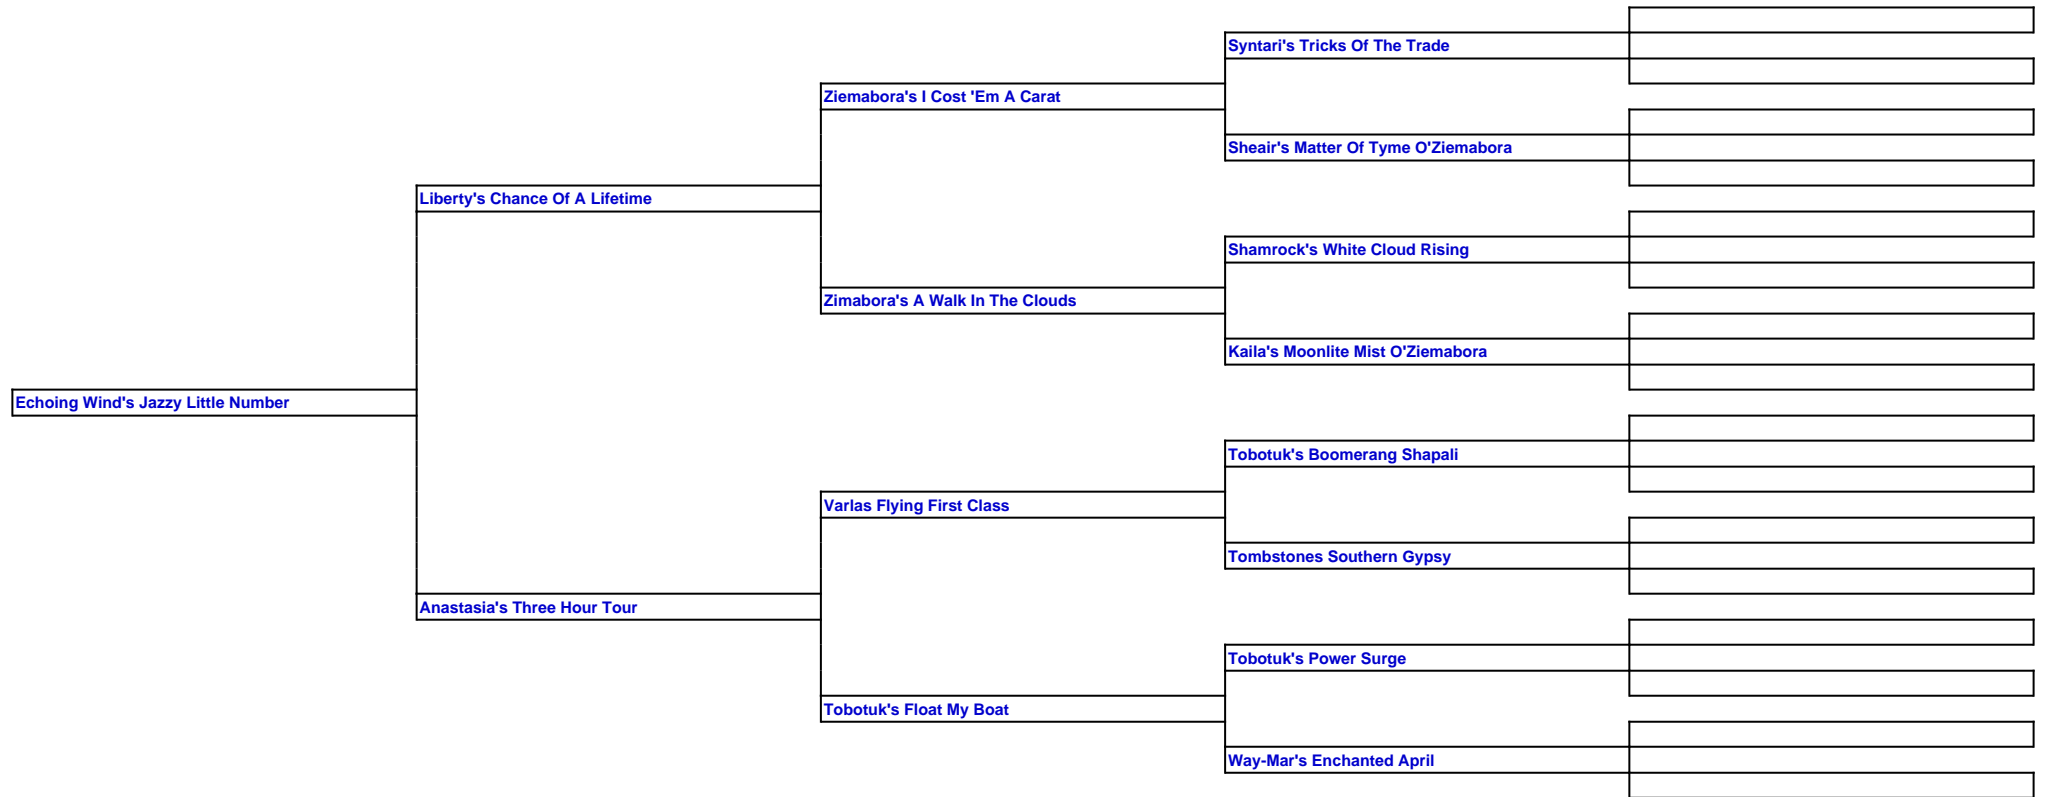 Syntari's Tricks Of The Trade
Ziemabora's I Cost 'Em A Carat
Sheair's Matter Of Tyme O'Ziemabora
Liberty's Chance Of A Lifetime
Shamrock's White Cloud Rising
Zimabora's A Walk In The Clouds
Kaila's Moonlite Mist O'Ziemabora
Echoing Wind's Jazzy Little Number
Tobotuk's Boomerang Shapali
Varlas Flying First Class
Tombstones Southern Gypsy
Anastasia's Three Hour Tour
Tobotuk's Power Surge
Tobotuk's Float My Boat
Way-Mar's Enchanted April